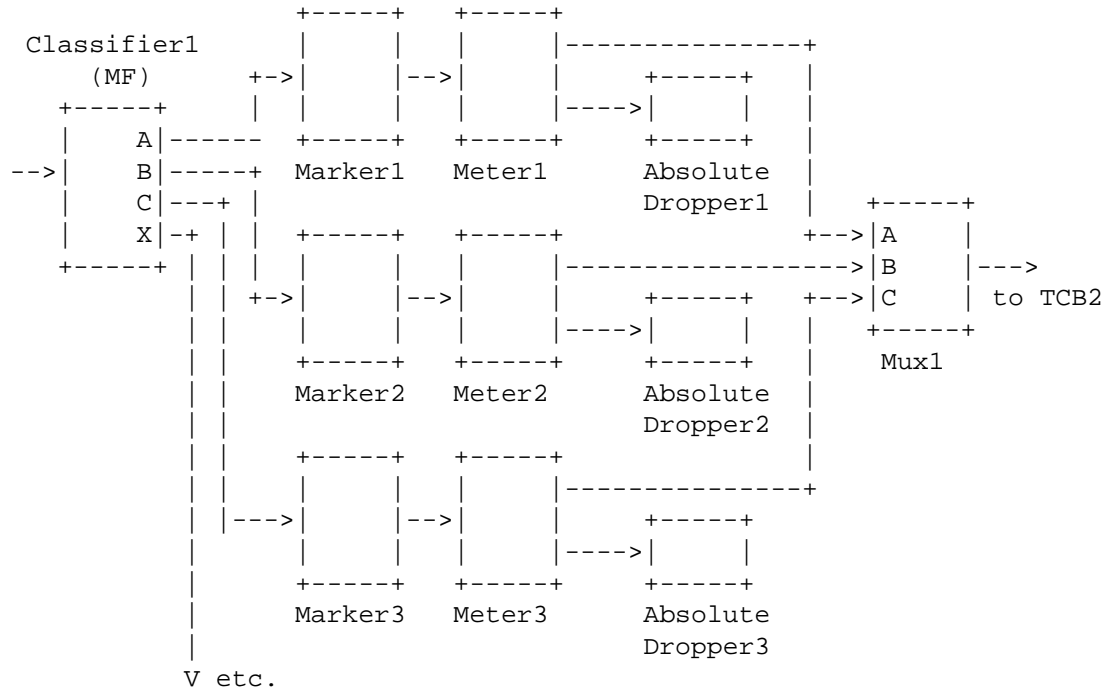 Classifier1
(MF)
A
B
C
X
Marker1 Meter1 Absolute
Dropper1
A
B
C
to TCB2
Mux1
Marker2 Meter2 Absolute
Dropper2
Marker3 Meter3 Absolute
Dropper3
V etc.